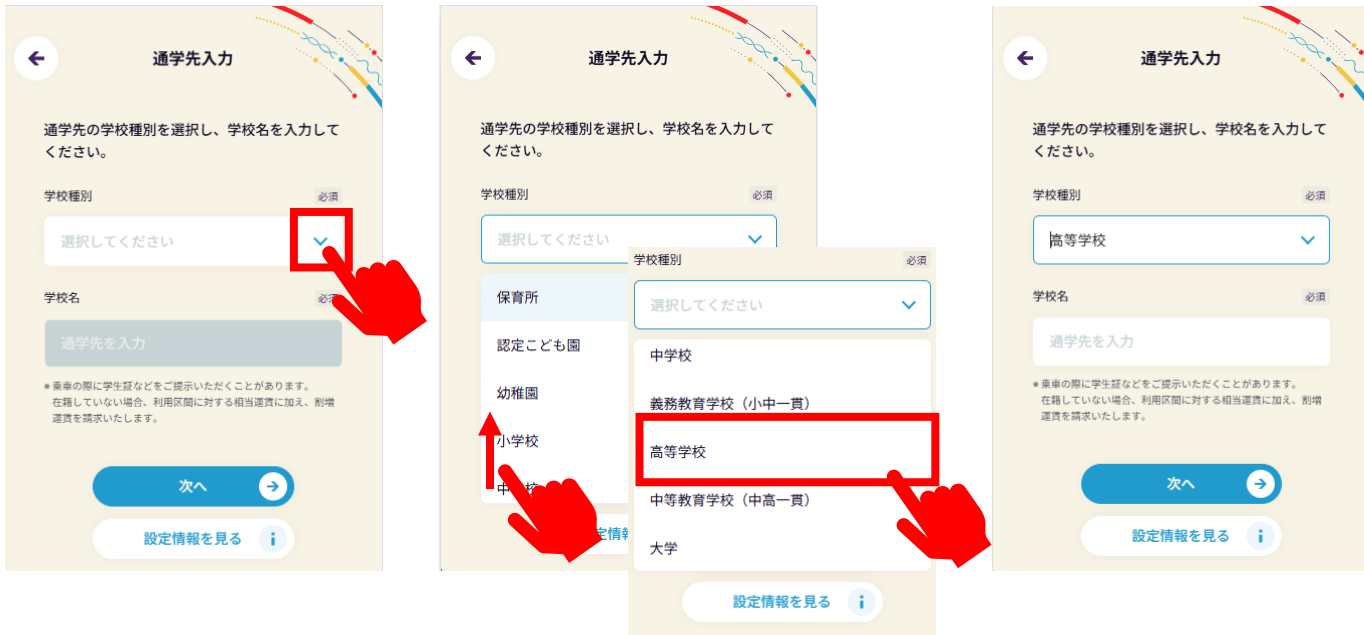 通学先入力
通学先の学校種別を選択し、学校名を入力して
ください。
学校種別
必須
選択してください
学校名
必須
通学先を入力
※乗車の際に学生証などをご提示いただくことがあります。
在籍していない場合、利用区間に対する相当運賃に加え、割増
運賃を請求いたします。
次へ
設定情報を見る
i
通学先入力
通学先の学校種別を選択し、学校名を入力して
ください。
学校種別
必須
選択してください
保育所
認定こども園
幼稚園
小学校
中学校
学校種別
必須
選択してください
中学校
義務教育学校（小中一貫）
高等学校
中等教育学校（中高一貫）
大学
設定情報を見る
i
通学先入力
通学先の学校種別を選択し、学校名を入力して
ください。
学校種別
必須
高等学校
学校名
必須
通学先を入力
※乗車の際に学生証などをご提示いただくことがあります。
在籍していない場合、利用区間に対する相当運賃に加え、割増
運賃を請求いたします。
次へ
設定情報を見る
i